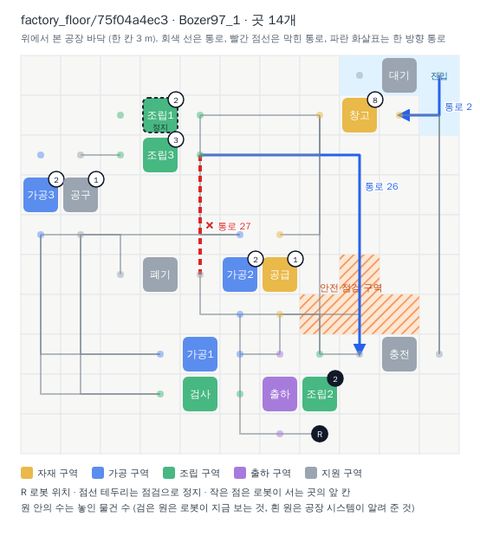 factory_floor/75f04a4ec3 · Bozer97_1 · 곳 14개
위에서 본 공장 바닥 (한 칸 3 m). 회색 선은 통로, 빨간 점선은 막힌 통로, 파란 화살표는 한 방향 통로
대기
전림
2
8
조립1
정지
창고
통로 2
3
조립3
2
1
가공3
공구
통로 26
✕ 통로 27
2
1
폐기
가공2
공급
안전 점검 구역
가공1
충전
2
검사
출하
조립2
R
자재 구역
가공 구역
조립 구역
출하 구역
지원 구역
R 로봇 위치 · 점선 테두리는 점검으로 정지 · 작은 점은 로봇이 서는 곳의 앞 칸
원 안의 수는 놓인 물건 수 (검은 원은 로봇이 지금 보는 것, 흰 원은 공장 시스템이 알려 준 것)